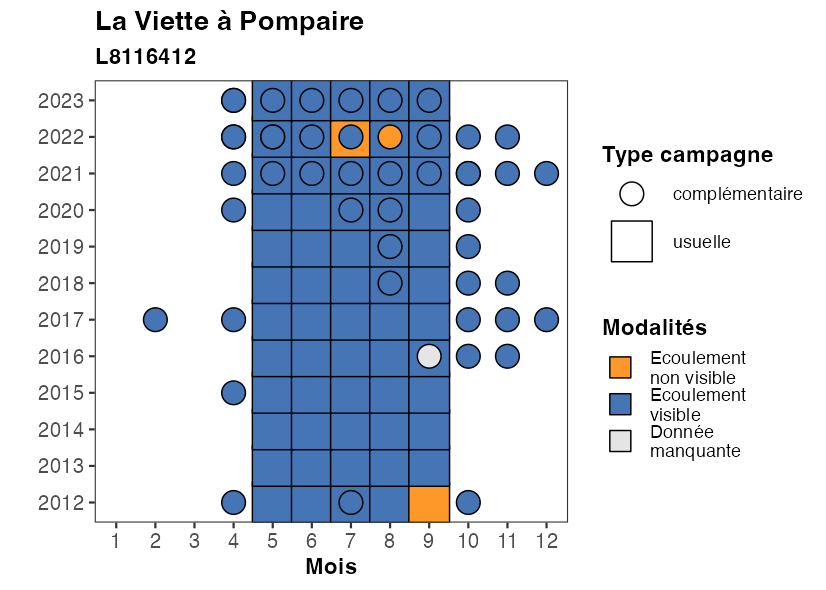 La Viette à Pompaire
L8116412
2023
2022
2021
2020
2019
2018
2017
2016
2015
2014
2013
2012
1 2 3 4 5 6 7 8 9 10 11 12
Mois
Type campagne
complémentaire
usuelle
Modalités
Ecoulement
non visible
Ecoulement
visible
Donnée
manquante